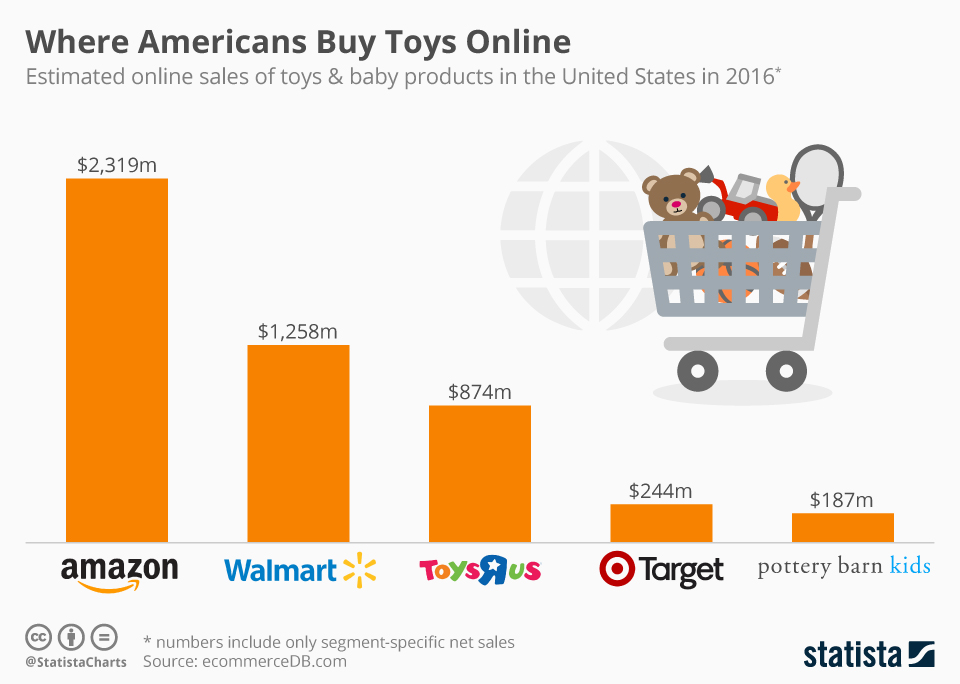 Where Americans Buy Toys Online
Estimated online sales of toys & baby products in the United States in 2016*
$2,319m
$1,258m
$874m
$244m
$187m
amazon
Walmart
ToysRus
Target
pottery barn kids
cc
@StatistaCharts
* numbers include only segment-specific net sales
Source: ecommerceDB.com
statista